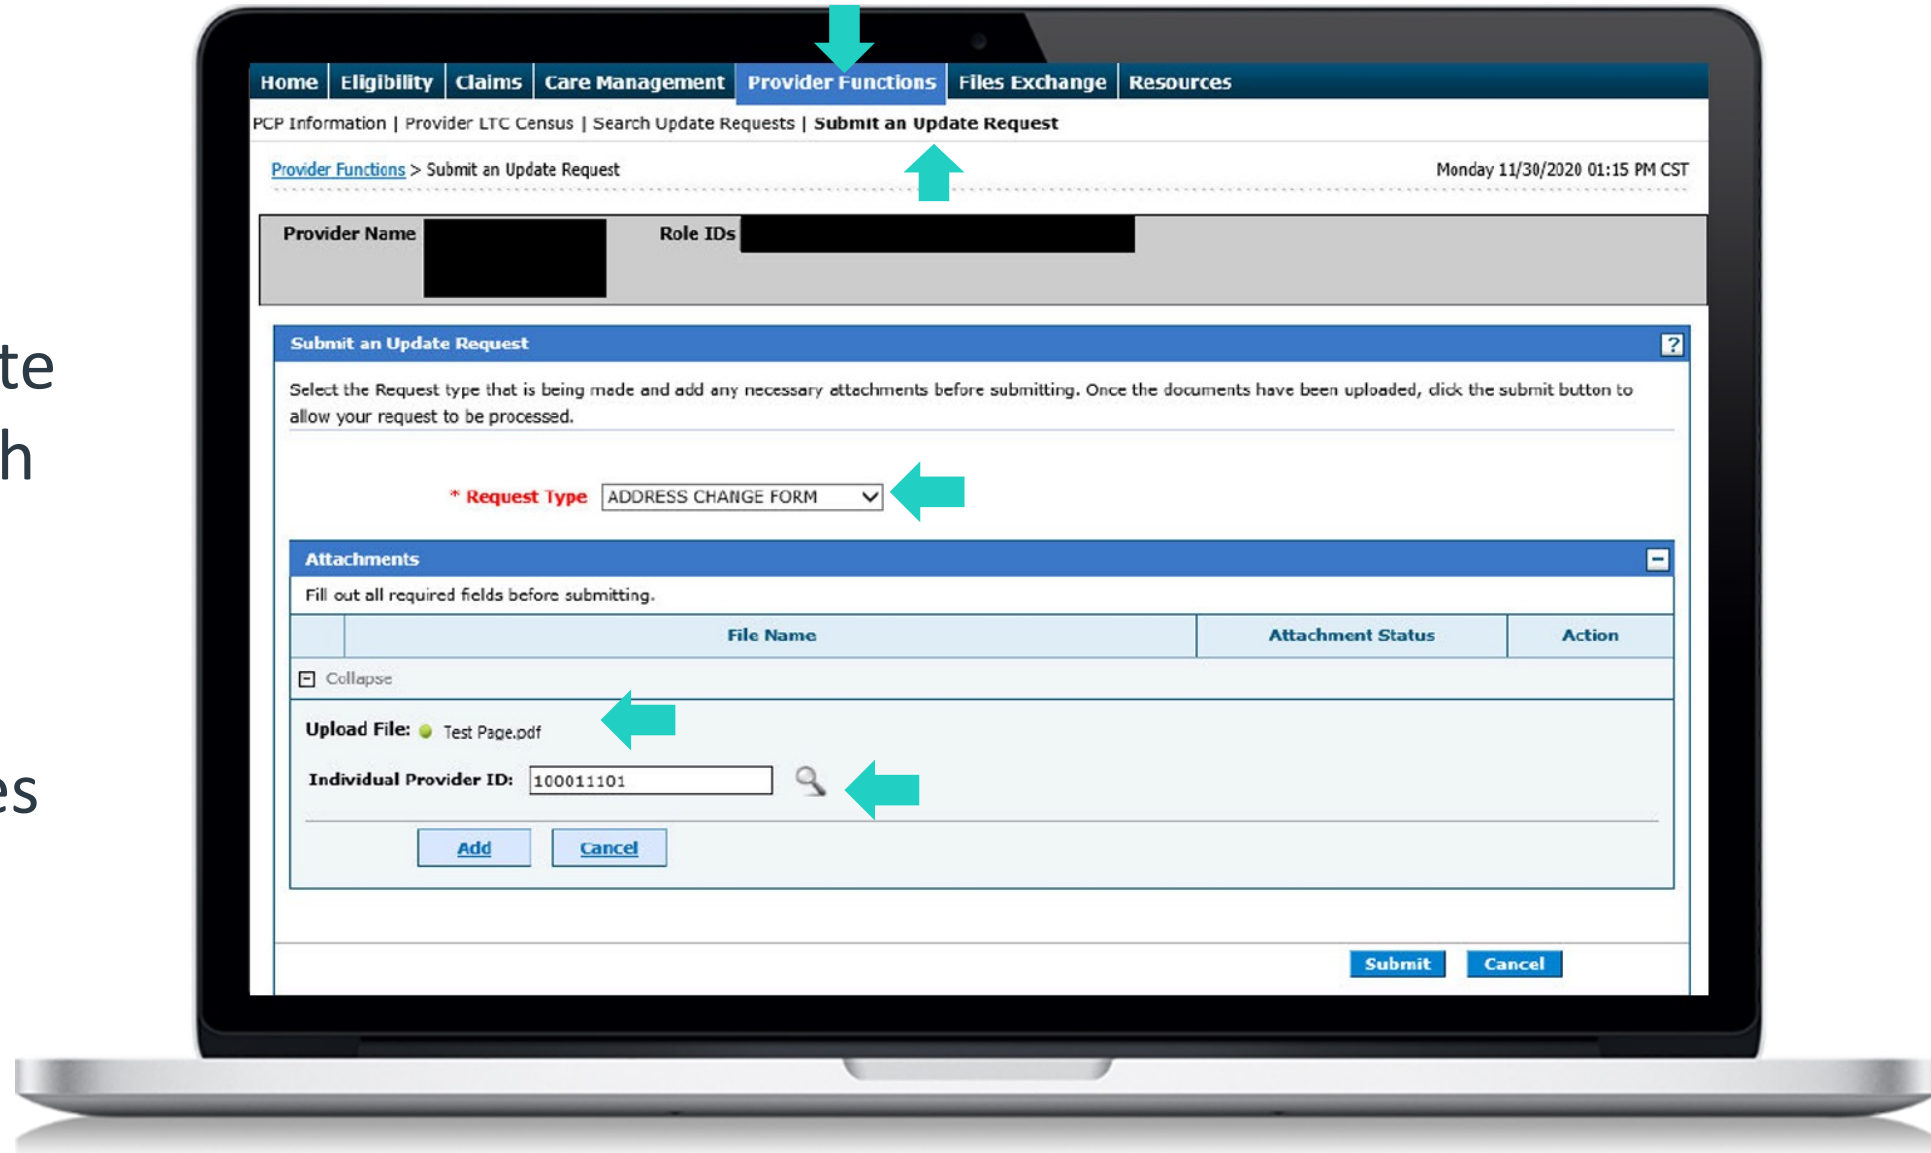 Home Eligibility Claims Care Management Provider Functions Files Exchange Resources
PCP Information | Provider LTC Census | Search Update Requests | Submit an Update Request
Provider Functions > Submit an Update Request Monday 11/30/2020 01:15 PM CST
Provider Name Role IDs
Submit an Update Request ?
Select the Request type that is being made and add any necessary attachments before submitting. Once the documents have been uploaded, click the submit button to
allow your request to be processed.
* Request Type ADDRESS CHANGE FORM
Attachments
Fill out all required fields before submitting.
File Name Attachment Status Action
Collapse
Upload File: Test Page.pdf
Individual Provider ID: 100011101
Add Cancel
Submit Cancel
te
h
es